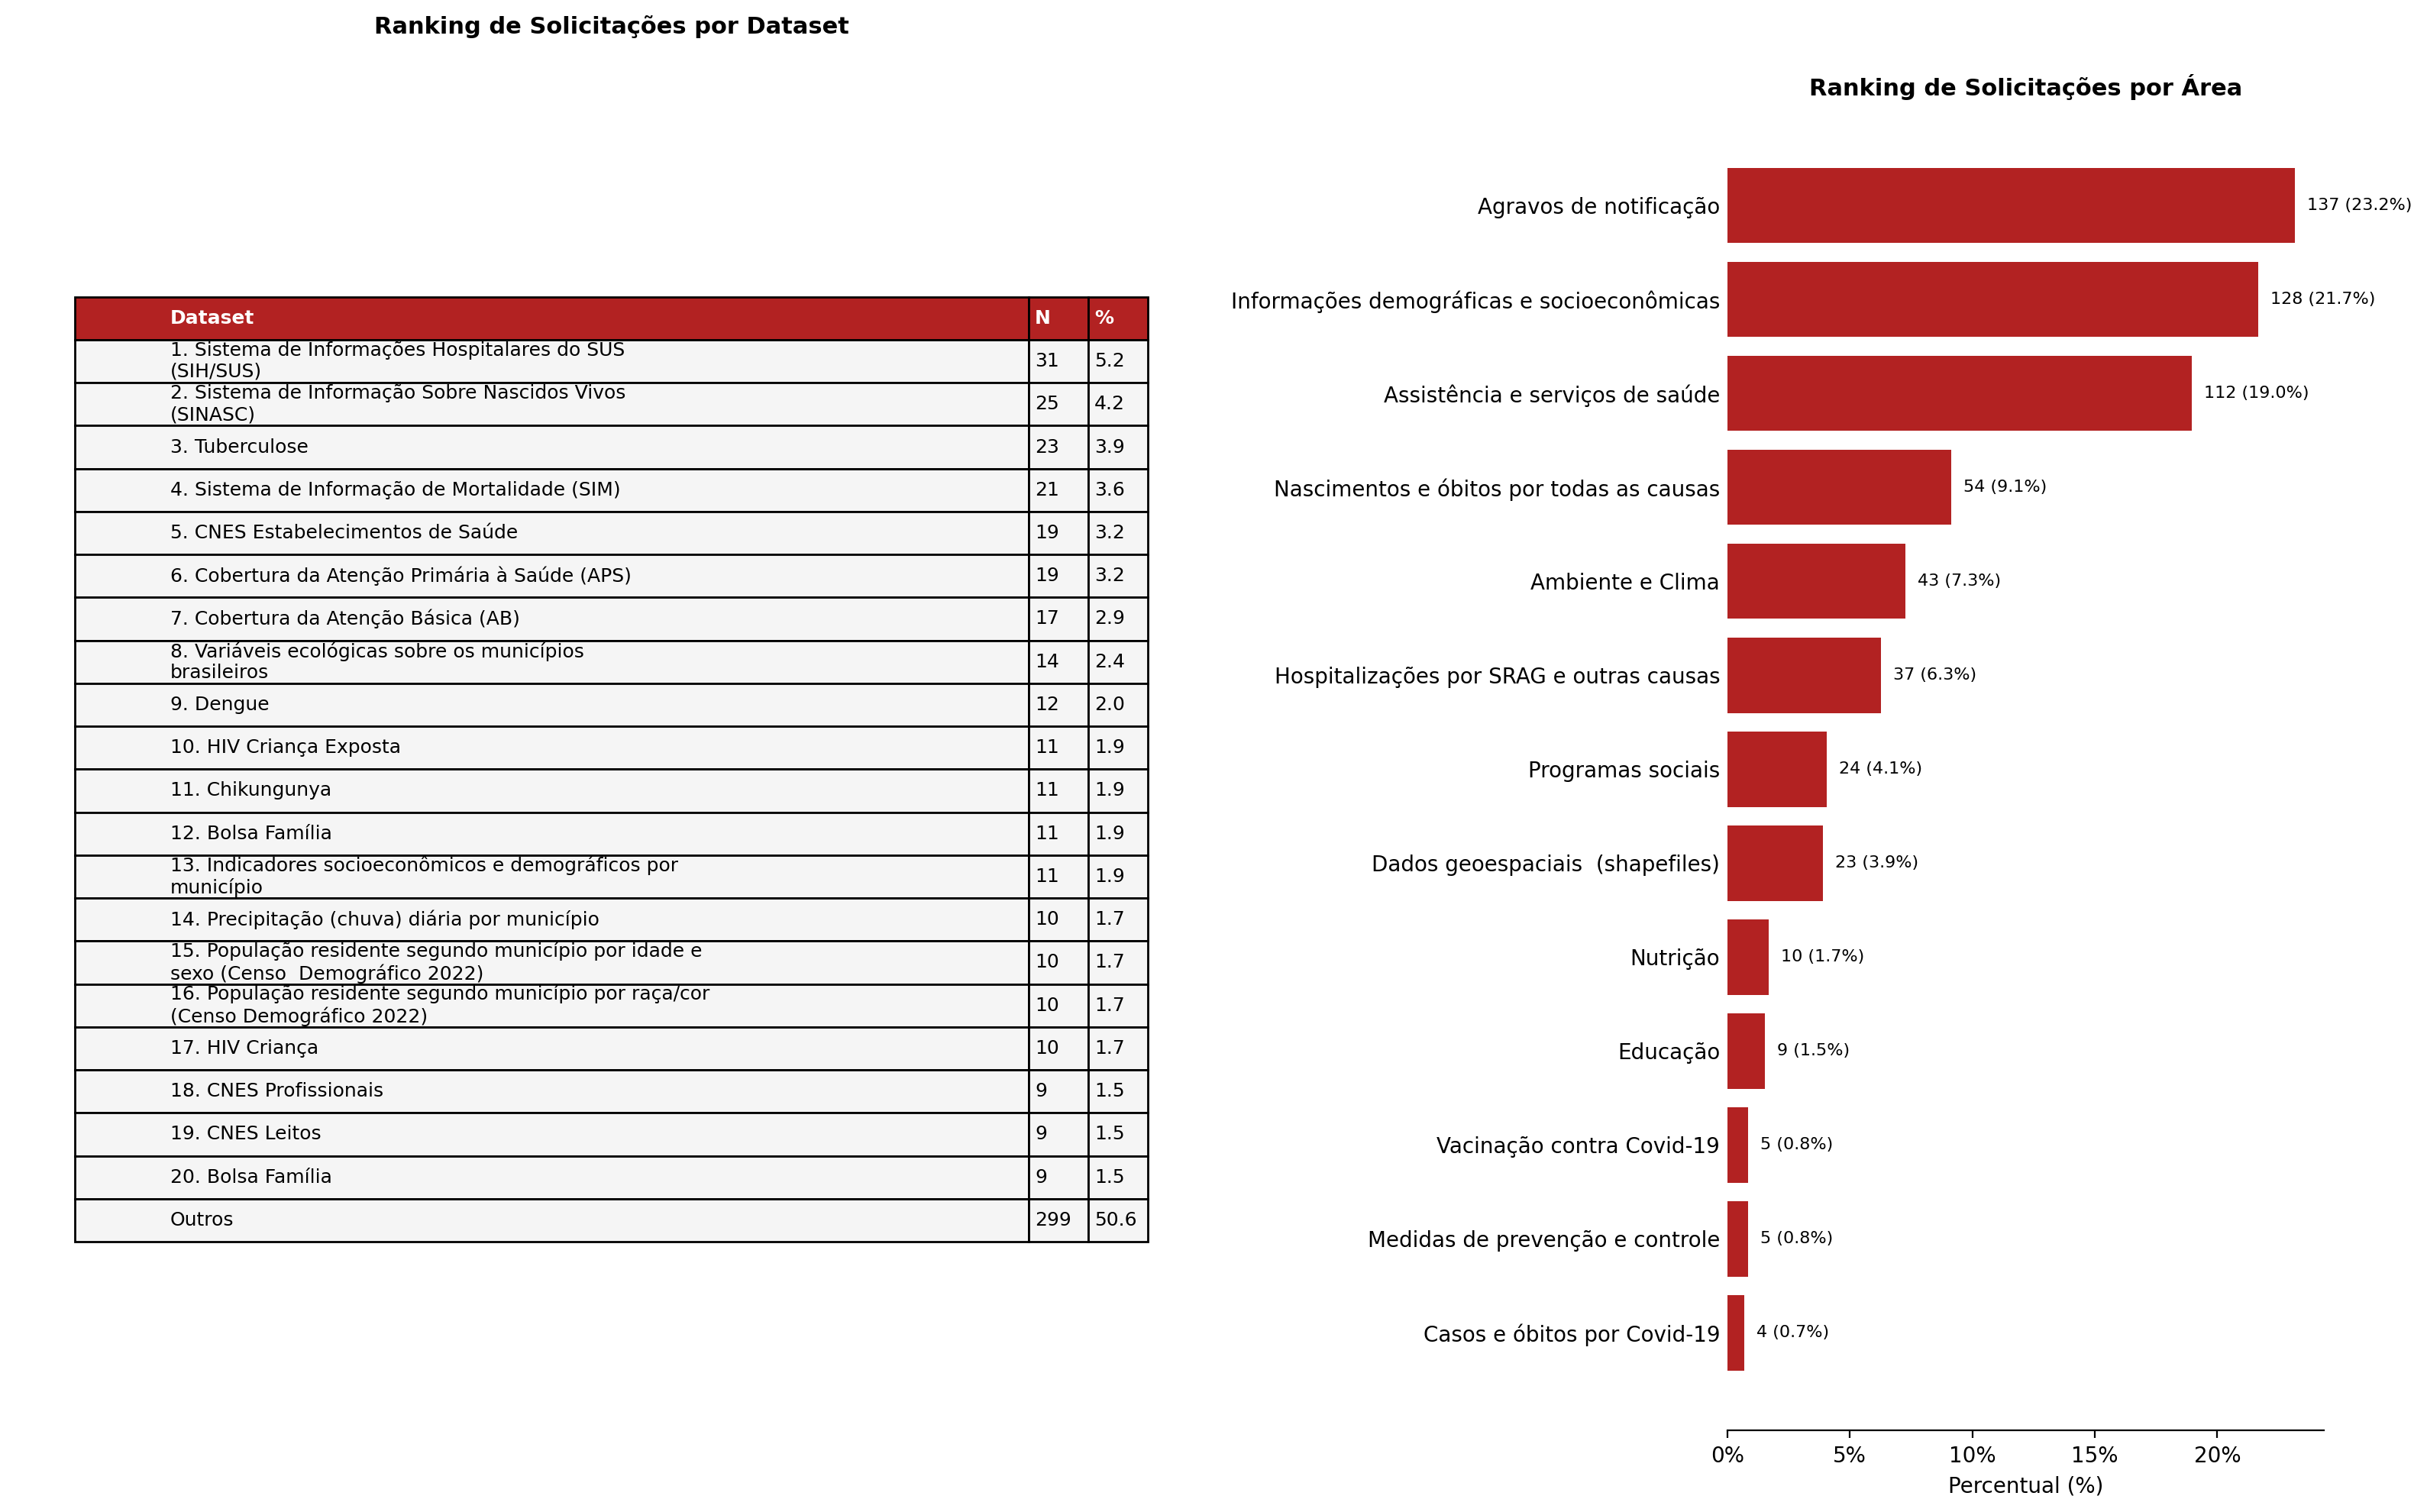 Ranking de Solicitações por Dataset
Dataset N %
1. Sistema de Informações Hospitalares do SUS
(SIH/SUS) 31 5.2
2. Sistema de Informação Sobre Nascidos Vivos
(SINASC) 25 4.2
3. Tuberculose 23 3.9
4. Sistema de Informação de Mortalidade (SIM) 21 3.6
5. CNES Estabelecimentos de Saúde 19 3.2
6. Cobertura da Atenção Primária à Saúde (APS) 19 3.2
7. Cobertura da Atenção Básica (AB) 17 2.9
8. Variáveis ecológicas sobre os municípios
brasileiros 14 2.4
9. Dengue 12 2.0
10. HIV Criança Exposta 11 1.9
11. Chikungunya 11 1.9
12. Bolsa Família 11 1.9
13. Indicadores socioeconômicos e demográficos por
município 11 1.9
14. Precipitação (chuva) diária por município 10 1.7
15. População residente segundo município por idade e
sexo (Censo  Demográfico 2022) 10 1.7
16. População residente segundo município por raça/cor
(Censo Demográfico 2022) 10 1.7
17. HIV Criança 10 1.7
18. CNES Profissionais 9 1.5
19. CNES Leitos 9 1.5
20. Bolsa Família 9 1.5
Outros 299 50.6
Ranking de Solicitações por Área
Agravos de notificação 137 (23.2%)
Informações demográficas e socioeconômicas 128 (21.7%)
Assistência e serviços de saúde 112 (19.0%)
Nascimentos e óbitos por todas as causas 54 (9.1%)
Ambiente e Clima 43 (7.3%)
Hospitalizações por SRAG e outras causas 37 (6.3%)
Programas sociais 24 (4.1%)
Dados geoespaciais  (shapefiles) 23 (3.9%)
Nutrição 10 (1.7%)
Educação 9 (1.5%)
Vacinação contra Covid-19 5 (0.8%)
Medidas de prevenção e controle 5 (0.8%)
Casos e óbitos por Covid-19 4 (0.7%)
0% 5% 10% 15% 20%
Percentual (%)